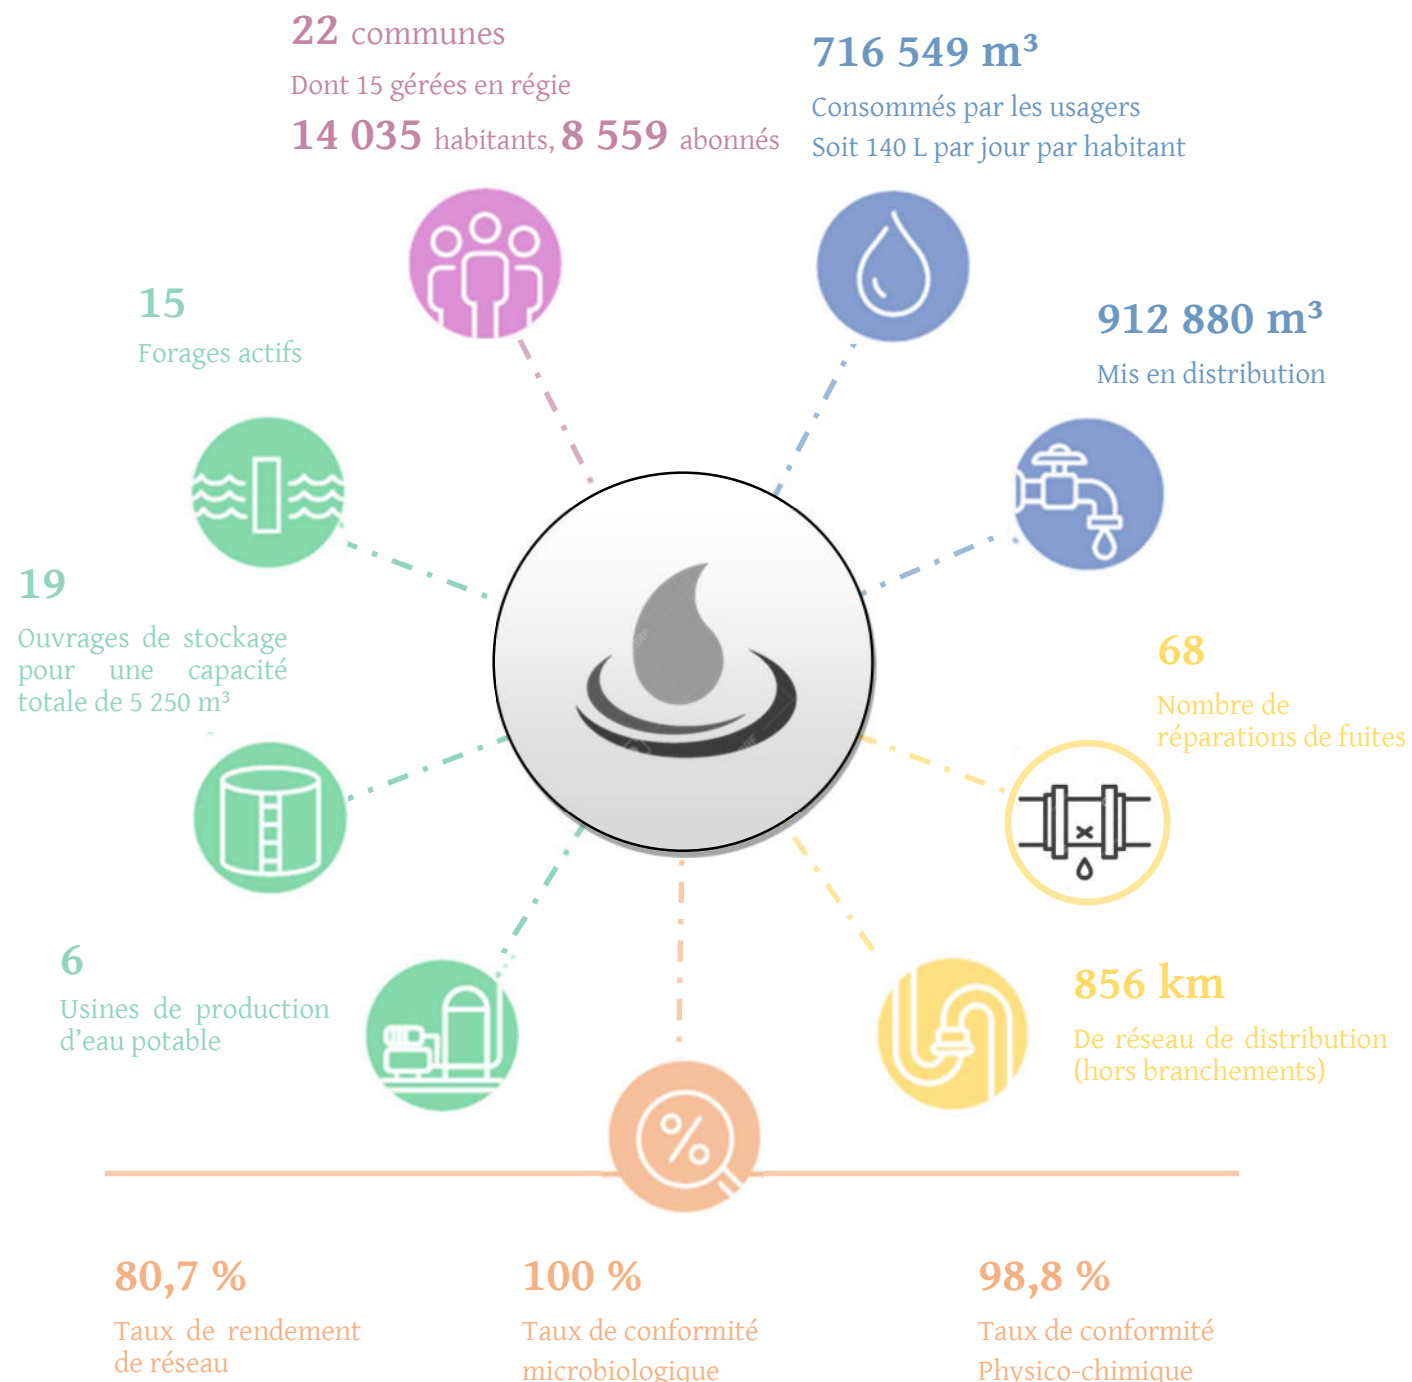 22 communes
Dont 15 gérées en régie
14 035 habitants, 8 559 abonnés
716 549 m³
Consommés par les usagers
Soit 140 L par jour par habitant
15
Forages actifs
912 880 m³
Mis en distribution
19
Ouvrages de stockage
pour une capacité
totale de 5 250 m³
68
Nombre de
réparations de fuites
6
Usines de production
d’eau potable
856 km
De réseau de distribution
(hors branchements)
%
80,7 %
Taux de rendement
de réseau
100 %
Taux de conformité
microbiologique
98,8 %
Taux de conformité
Physico-chimique